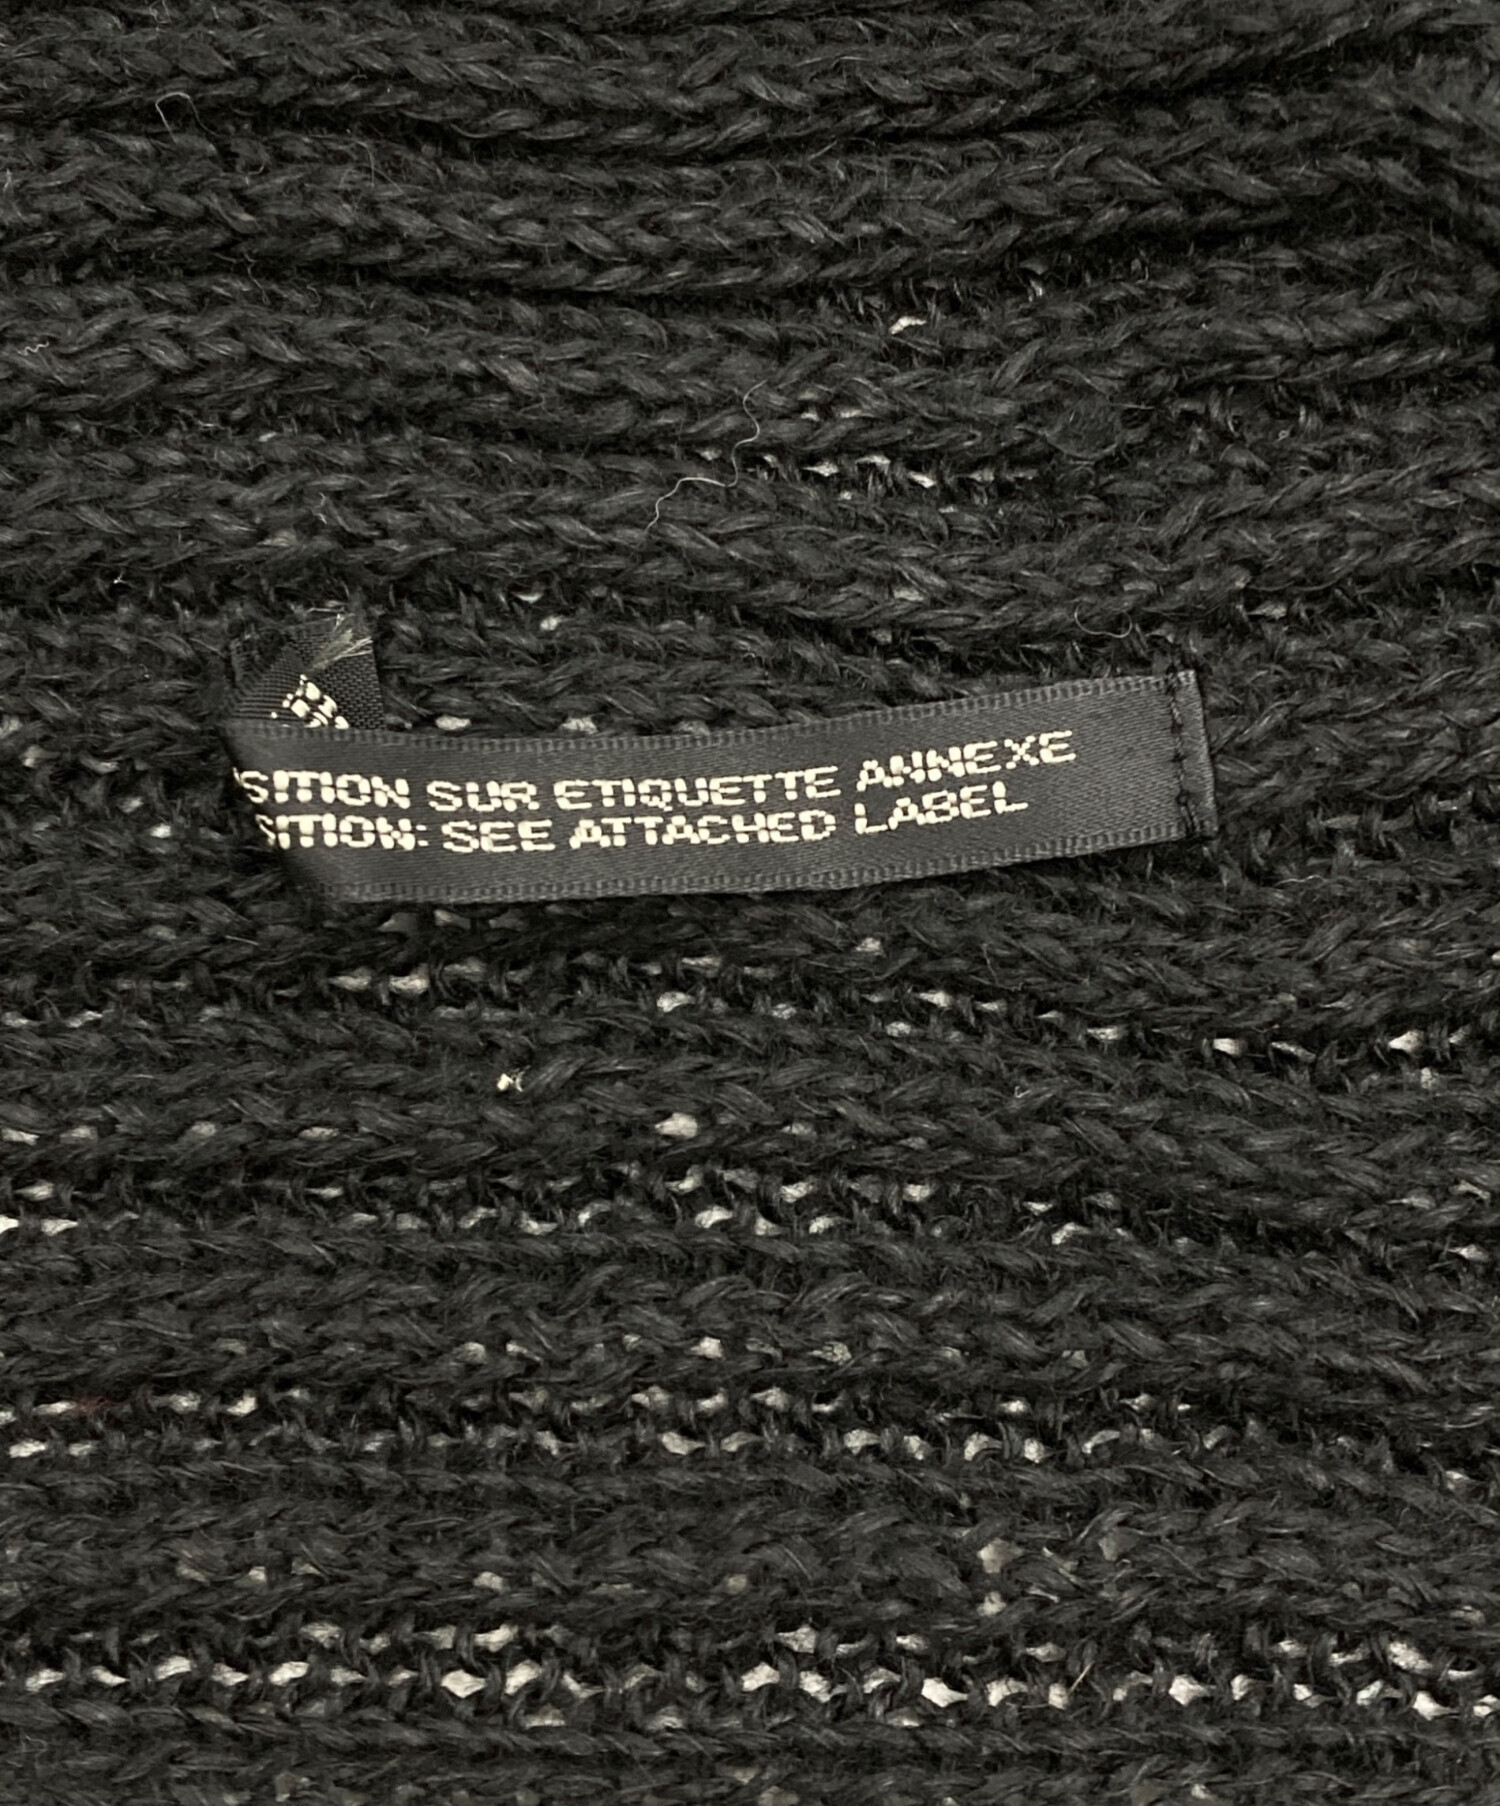 SITION SUR ETIQUETTE ANNEXE
SITION: SEE ATTACHED LABEL